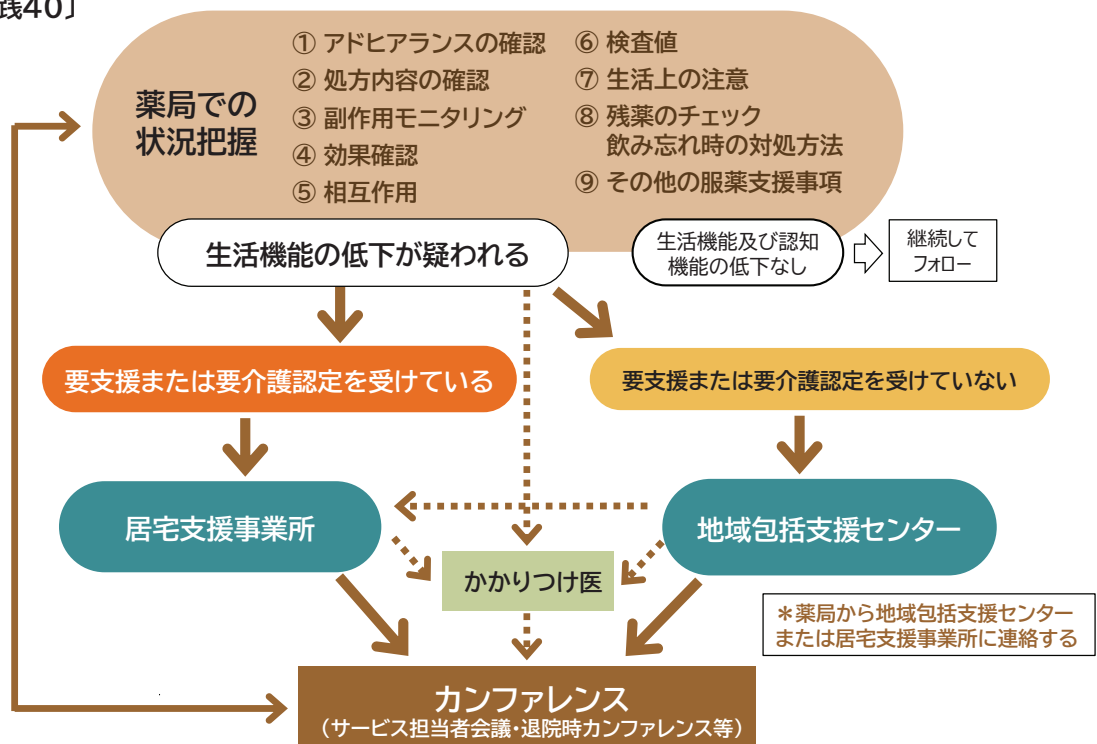 践40〕
薬局での
状況把握
① アドヒアランスの確認
② 処方内容の確認
③ 副作用モニタリング
④ 効果確認
⑤ 相互作用
⑥ 検査値
⑦ 生活上の注意
⑧ 残薬のチェック
飲み忘れ時の対処方法
⑨ その他の服薬支援事項
生活機能の低下が疑われる
生活機能及び認知
機能の低下なし
継続して
フォロー
要支援または要介護認定を受けている
要支援または要介護認定を受けていない
居宅支援事業所
地域包括支援センター
かかりつけ医
＊薬局から地域包括支援センター
または居宅支援事業所に連絡する
カンファレンス
（サービス担当者会議・退院時カンファレンス等）